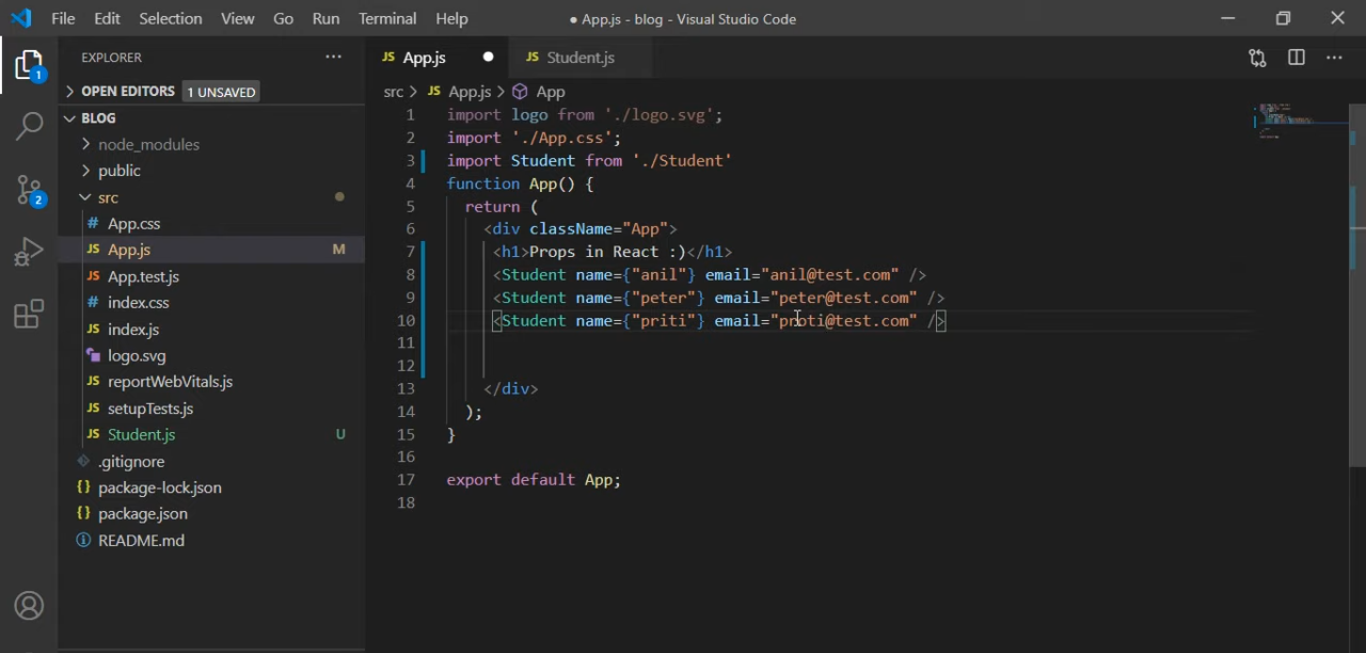 File Edit Selection View Go Run Terminal Help ● App.js - blog - Visual Studio Code
EXPLORER ... JS App.js ● JS Student.js ...
> OPEN EDITORS 1 UNSAVED
src > JS App.js > App
BLOG
node_modules
public
src
# App.css
JS App.js M
JS App.test.js
# index.css
JS index.js
logo.svg
JS reportWebVitals.js
JS setupTests.js
JS Student.js U
.gitignore
{} package-lock.json
{} package.json
README.md
1
2
1 import logo from './logo.svg';
2 import './App.css';
3 import Student from './Student'
4 function App() {
5 return (
6 <div className="App">
7 <h1>Props in React :)</h1>
8 <Student name={"anil"} email="anil@test.com" />
9 <Student name={"peter"} email="peter@test.com" />
10 <Student name={"priti"} email="proti@test.com" />
11
12
13 </div>
14 );
15 }
16
17 export default App;
18